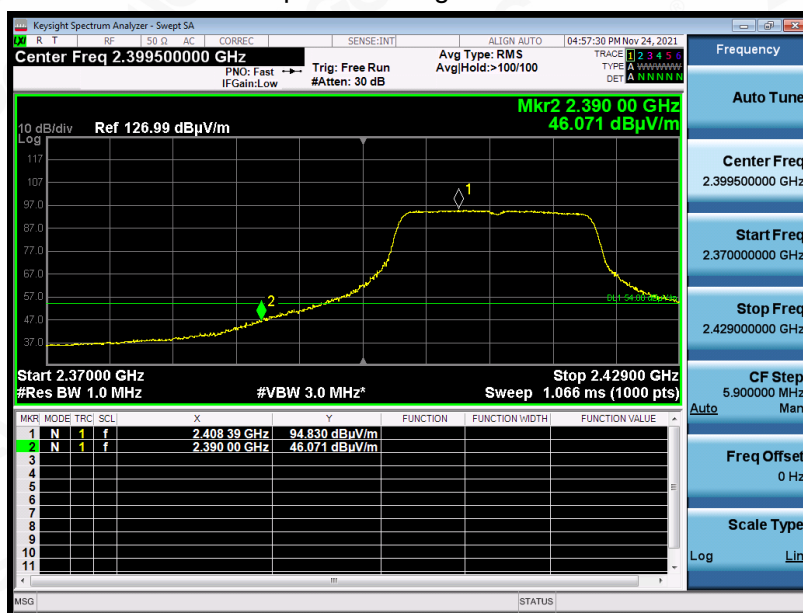 Keysight Spectrum Analyzer - Swept SA
LXI R T RF 50 Ω AC CORREC SENSE:INT ALIGN AUTO 04:57:30 PM Nov 24, 2021
Center Freq 2.399500000 GHz
PNO: Fast
IFGain:Low
Trig: Free Run
#Atten: 30 dB
Avg Type: RMS
Avg|Hold:>100/100
TRACE 1 2 3 4 5 6
TYPE A WWWWW
DET A N N N N N
Mkr2 2.390 00 GHz
46.071 dBµV/m
10 dB/div
Log
Ref 126.99 dBµV/m
117
107
97.0
87.0
77.0
67.0
57.0
47.0
37.0
1
2
DL1 54.00 dBµV/m
Start 2.37000 GHz
Stop 2.42900 GHz
#Res BW 1.0 MHz
#VBW 3.0 MHz*
Sweep 1.066 ms (1000 pts)
MKR MODE TRC SCL X Y FUNCTION FUNCTION WIDTH FUNCTION VALUE
1 N 1 f 2.408 39 GHz 94.830 dBµV/m
2 N 1 f 2.390 00 GHz 46.071 dBµV/m
3
4
5
6
7
8
9
10
11
MSG
STATUS
Frequency
Auto Tune
Center Freq
2.399500000 GHz
Start Freq
2.370000000 GHz
Stop Freq
2.429000000 GHz
CF Step
5.900000 MHz
Auto Man
Freq Offset
0 Hz
Scale Type
Log Lin